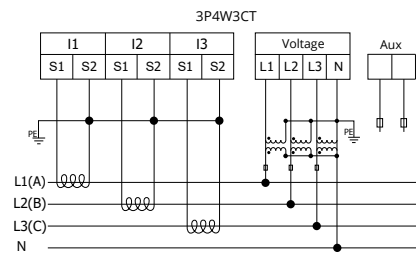 3P4W3CT
I1 I2 I3 Voltage Aux
S1 S2 S1 S2 S1 S2 L1 L2 L3 N
PE PE
L1(A)
L2(B)
L3(C)
N